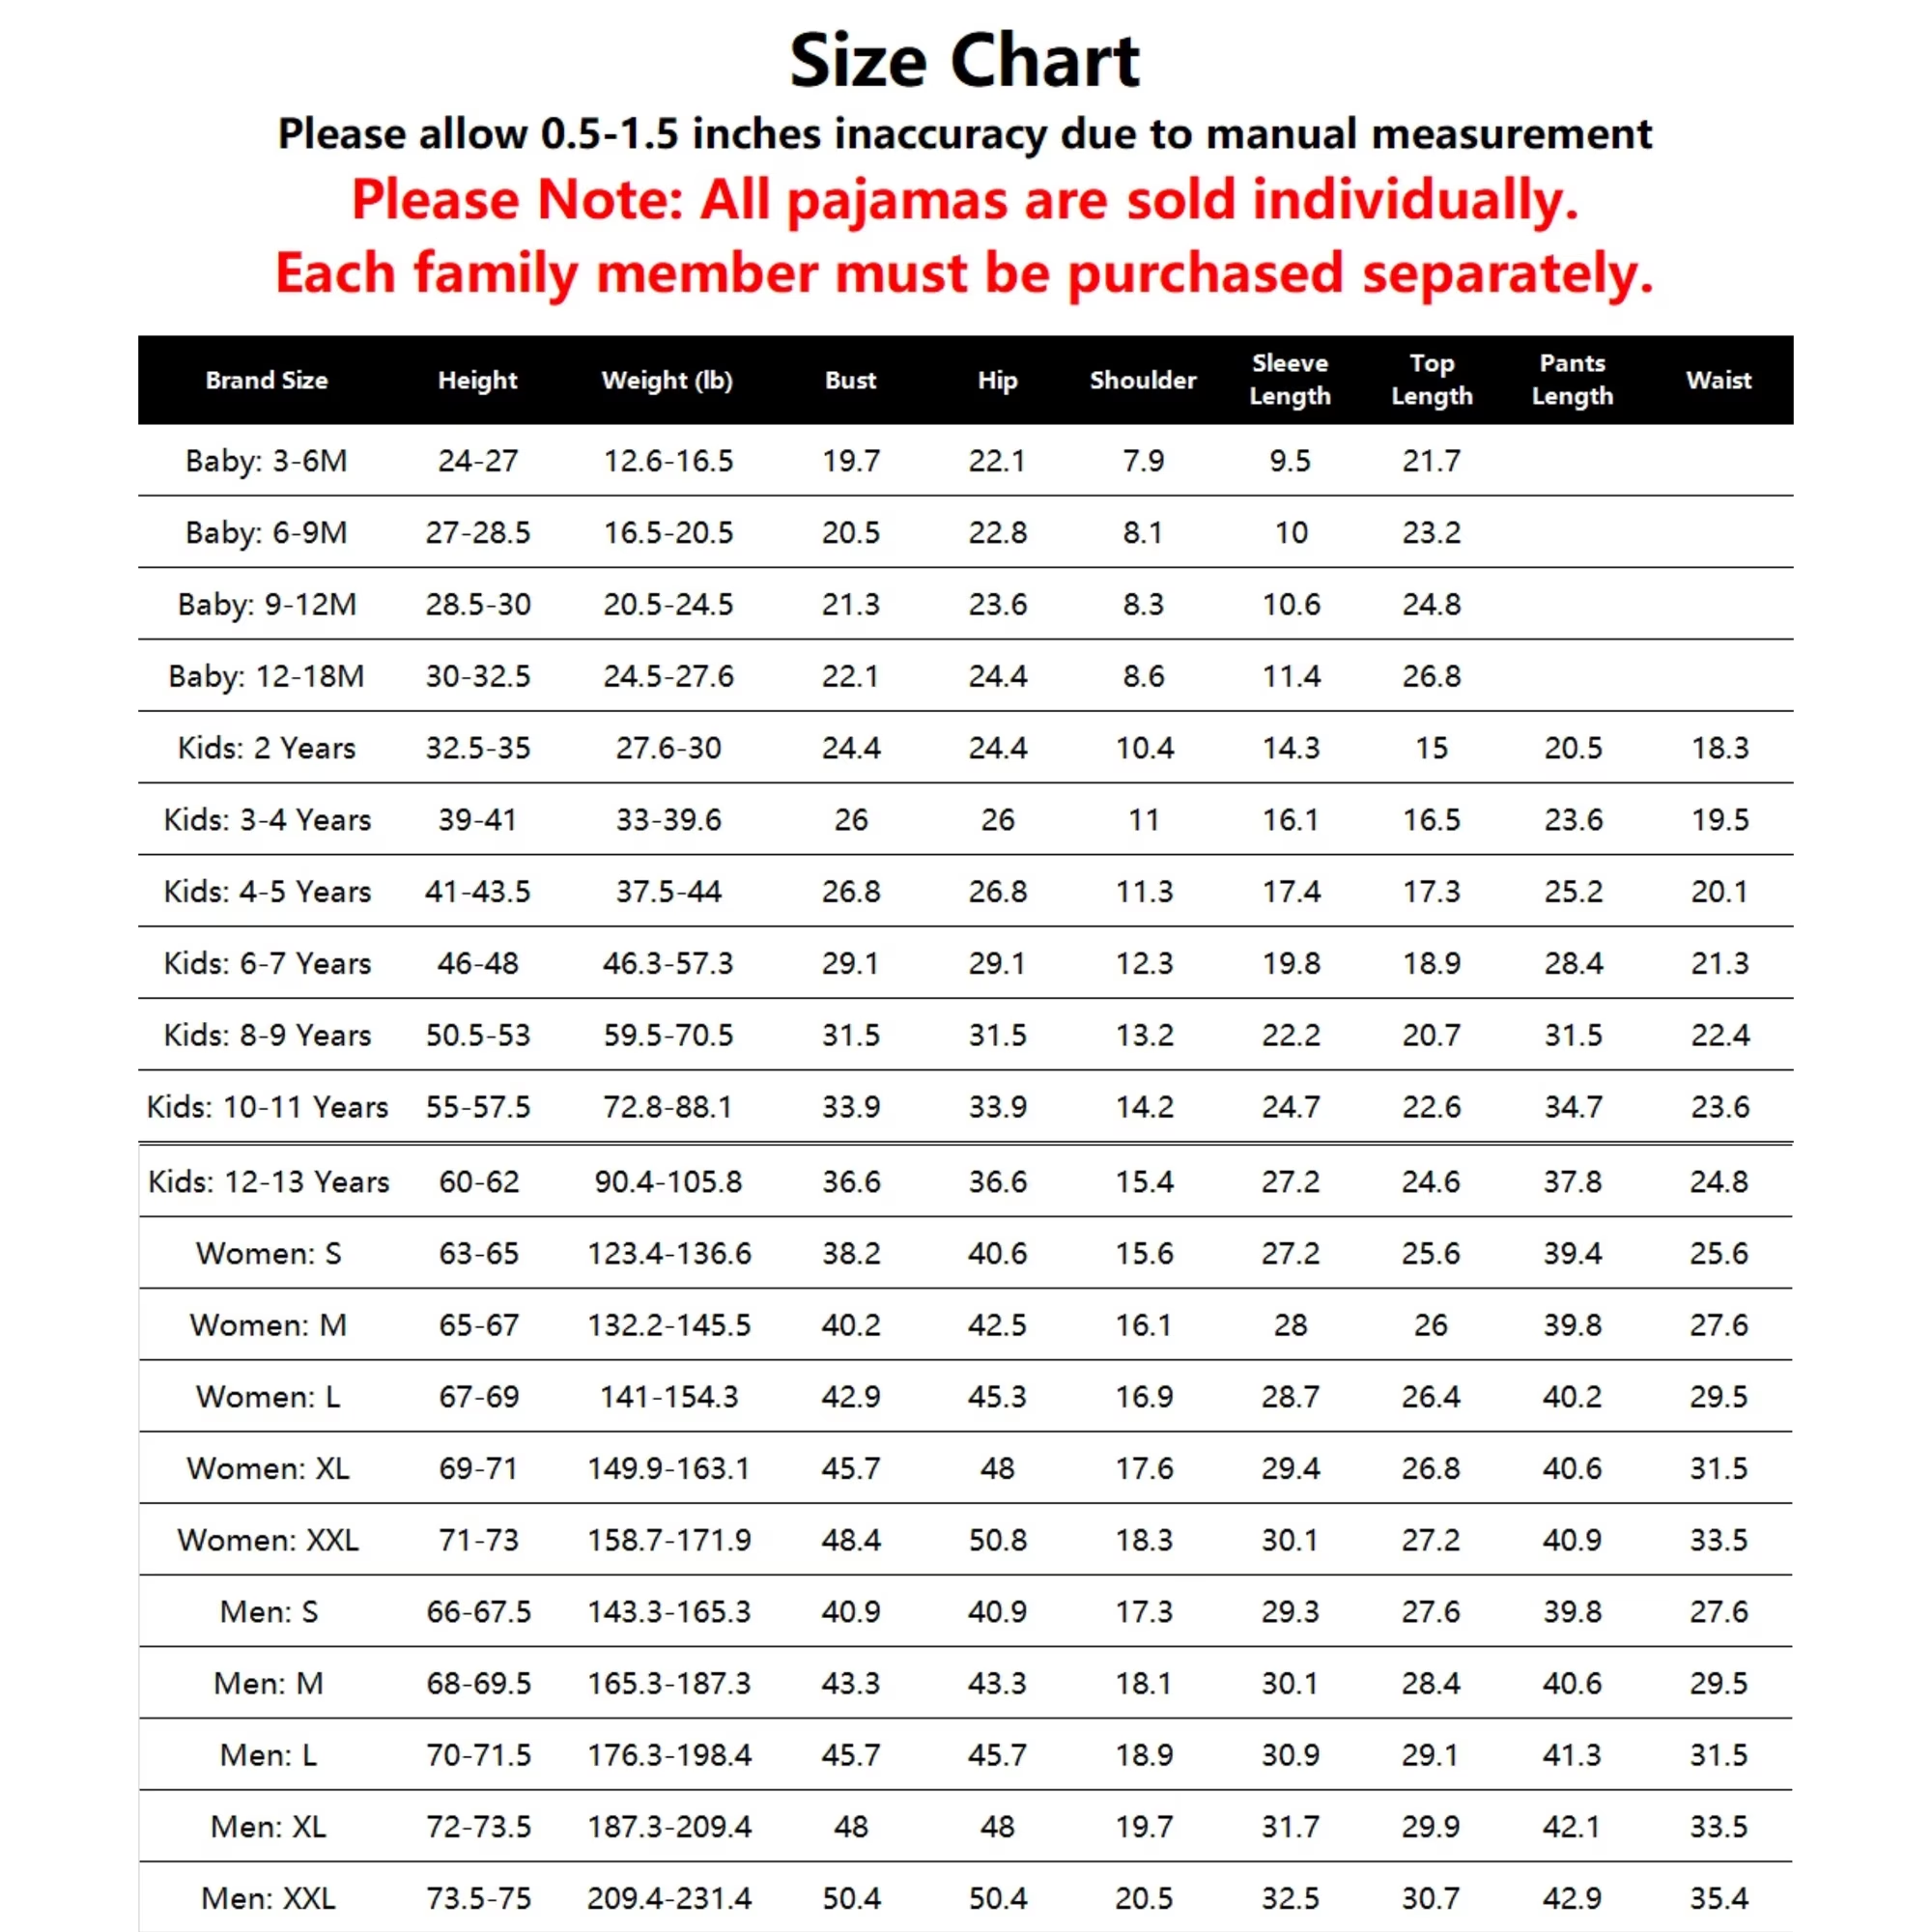 Size Chart
Please allow 0.5-1.5 inches inaccuracy due to manual measurement
Please Note: All pajamas are sold individually.
Each family member must be purchased separately.
Brand Size Height Weight (lb) Bust Hip Shoulder Sleeve Length Top Length Pants Length Waist
Baby: 3-6M 24-27 12.6-16.5 19.7 22.1 7.9 9.5 21.7
Baby: 6-9M 27-28.5 16.5-20.5 20.5 22.8 8.1 10 23.2
Baby: 9-12M 28.5-30 20.5-24.5 21.3 23.6 8.3 10.6 24.8
Baby: 12-18M 30-32.5 24.5-27.6 22.1 24.4 8.6 11.4 26.8
Kids: 2 Years 32.5-35 27.6-30 24.4 24.4 10.4 14.3 15 20.5 18.3
Kids: 3-4 Years 39-41 33-39.6 26 26 11 16.1 16.5 23.6 19.5
Kids: 4-5 Years 41-43.5 37.5-44 26.8 26.8 11.3 17.4 17.3 25.2 20.1
Kids: 6-7 Years 46-48 46.3-57.3 29.1 29.1 12.3 19.8 18.9 28.4 21.3
Kids: 8-9 Years 50.5-53 59.5-70.5 31.5 31.5 13.2 22.2 20.7 31.5 22.4
Kids: 10-11 Years 55-57.5 72.8-88.1 33.9 33.9 14.2 24.7 22.6 34.7 23.6
Kids: 12-13 Years 60-62 90.4-105.8 36.6 36.6 15.4 27.2 24.6 37.8 24.8
Women: S 63-65 123.4-136.6 38.2 40.6 15.6 27.2 25.6 39.4 25.6
Women: M 65-67 132.2-145.5 40.2 42.5 16.1 28 26 39.8 27.6
Women: L 67-69 141-154.3 42.9 45.3 16.9 28.7 26.4 40.2 29.5
Women: XL 69-71 149.9-163.1 45.7 48 17.6 29.4 26.8 40.6 31.5
Women: XXL 71-73 158.7-171.9 48.4 50.8 18.3 30.1 27.2 40.9 33.5
Men: S 66-67.5 143.3-165.3 40.9 40.9 17.3 29.3 27.6 39.8 27.6
Men: M 68-69.5 165.3-187.3 43.3 43.3 18.1 30.1 28.4 40.6 29.5
Men: L 70-71.5 176.3-198.4 45.7 45.7 18.9 30.9 29.1 41.3 31.5
Men: XL 72-73.5 187.3-209.4 48 48 19.7 31.7 29.9 42.1 33.5
Men: XXL 73.5-75 209.4-231.4 50.4 50.4 20.5 32.5 30.7 42.9 35.4